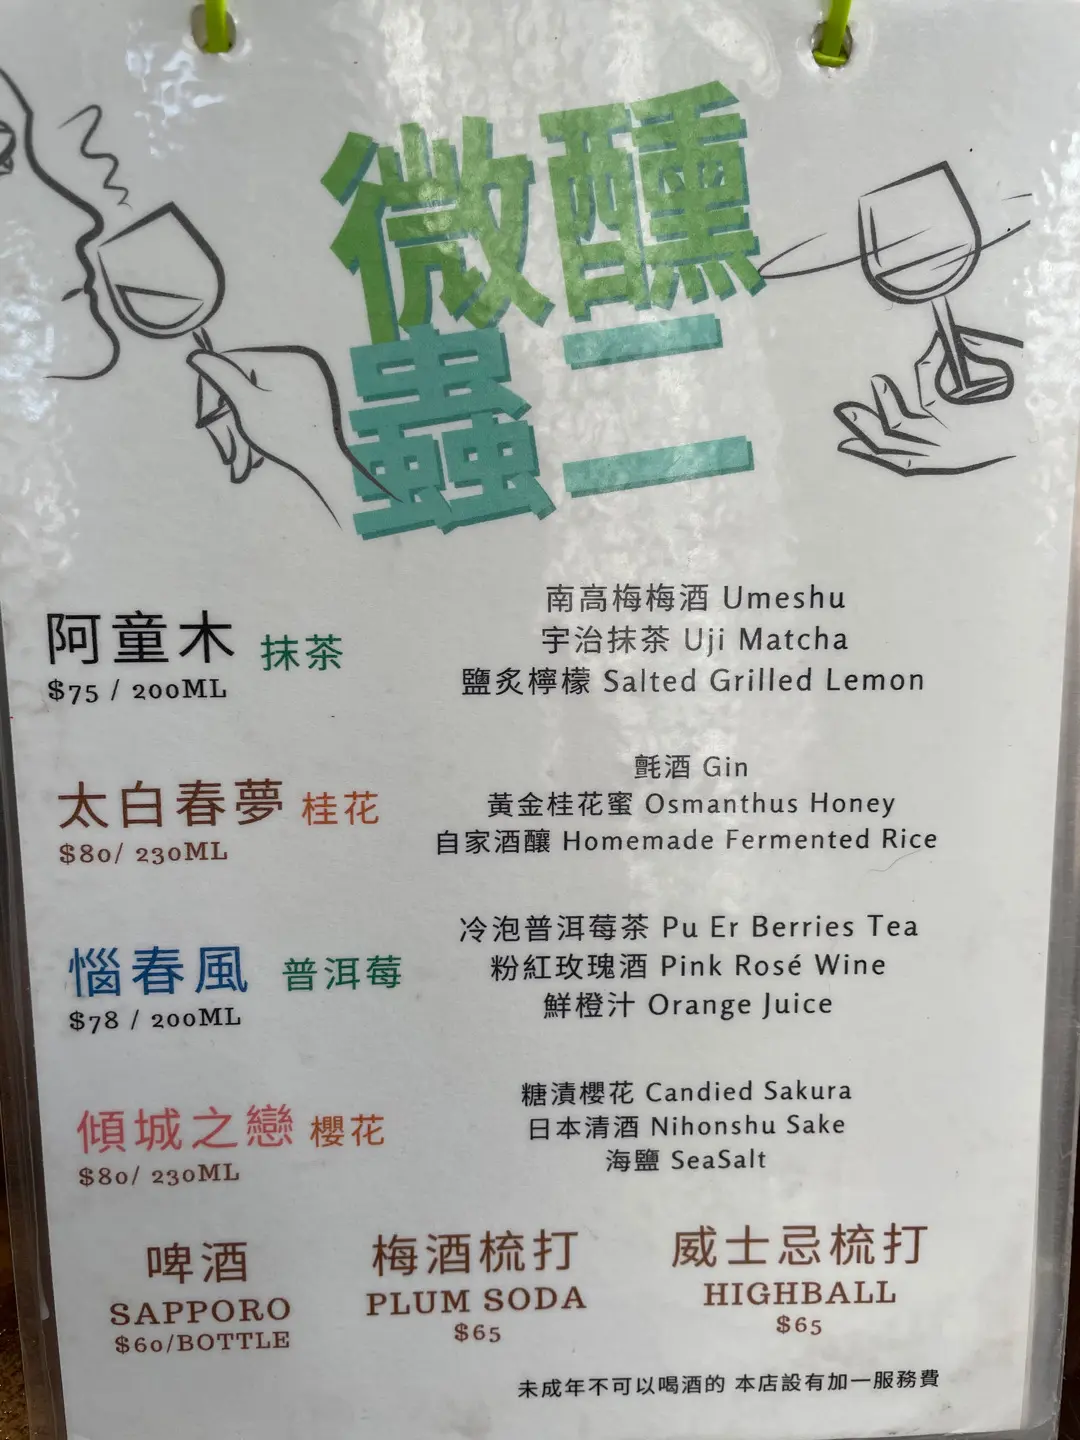 微醺
蟲二
阿童木 抹茶
$75 / 200ML
南高梅梅酒 Umeshu
宇治抹茶 Uji Matcha
鹽炙檸檬 Salted Grilled Lemon
太白春夢 桂花
$80/ 230ML
氈酒 Gin
黃金桂花蜜 Osmanthus Honey
自家酒釀 Homemade Fermented Rice
惱春風 普洱莓
$78 / 200ML
冷泡普洱莓茶 Pu Er Berries Tea
粉紅玫瑰酒 Pink Rosé Wine
鮮橙汁 Orange Juice
傾城之戀 櫻花
$80/ 230ML
糖漬櫻花 Candied Sakura
日本清酒 Nihonshu Sake
海鹽 SeaSalt
啤酒
SAPPORO
$60/BOTTLE
梅酒梳打
PLUM SODA
$65
威士忌梳打
HIGHBALL
$65
未成年不可以喝酒的 本店設有加一服務費